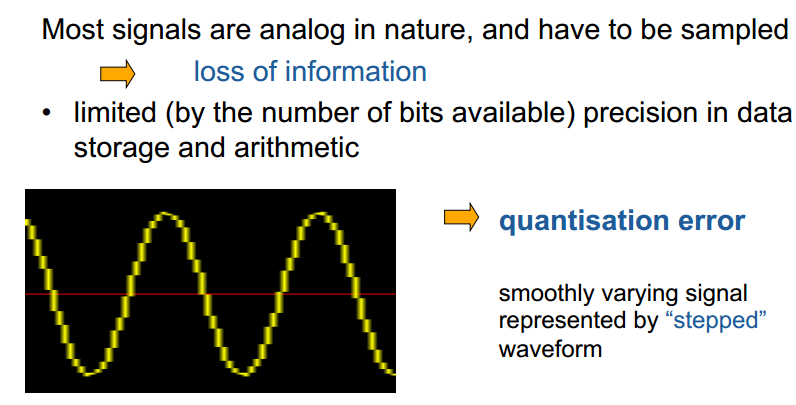 Most signals are analog in nature, and have to be sampled
loss of information
• limited (by the number of bits available) precision in data
storage and arithmetic
quantisation error
smoothly varying signal
represented by “stepped”
waveform